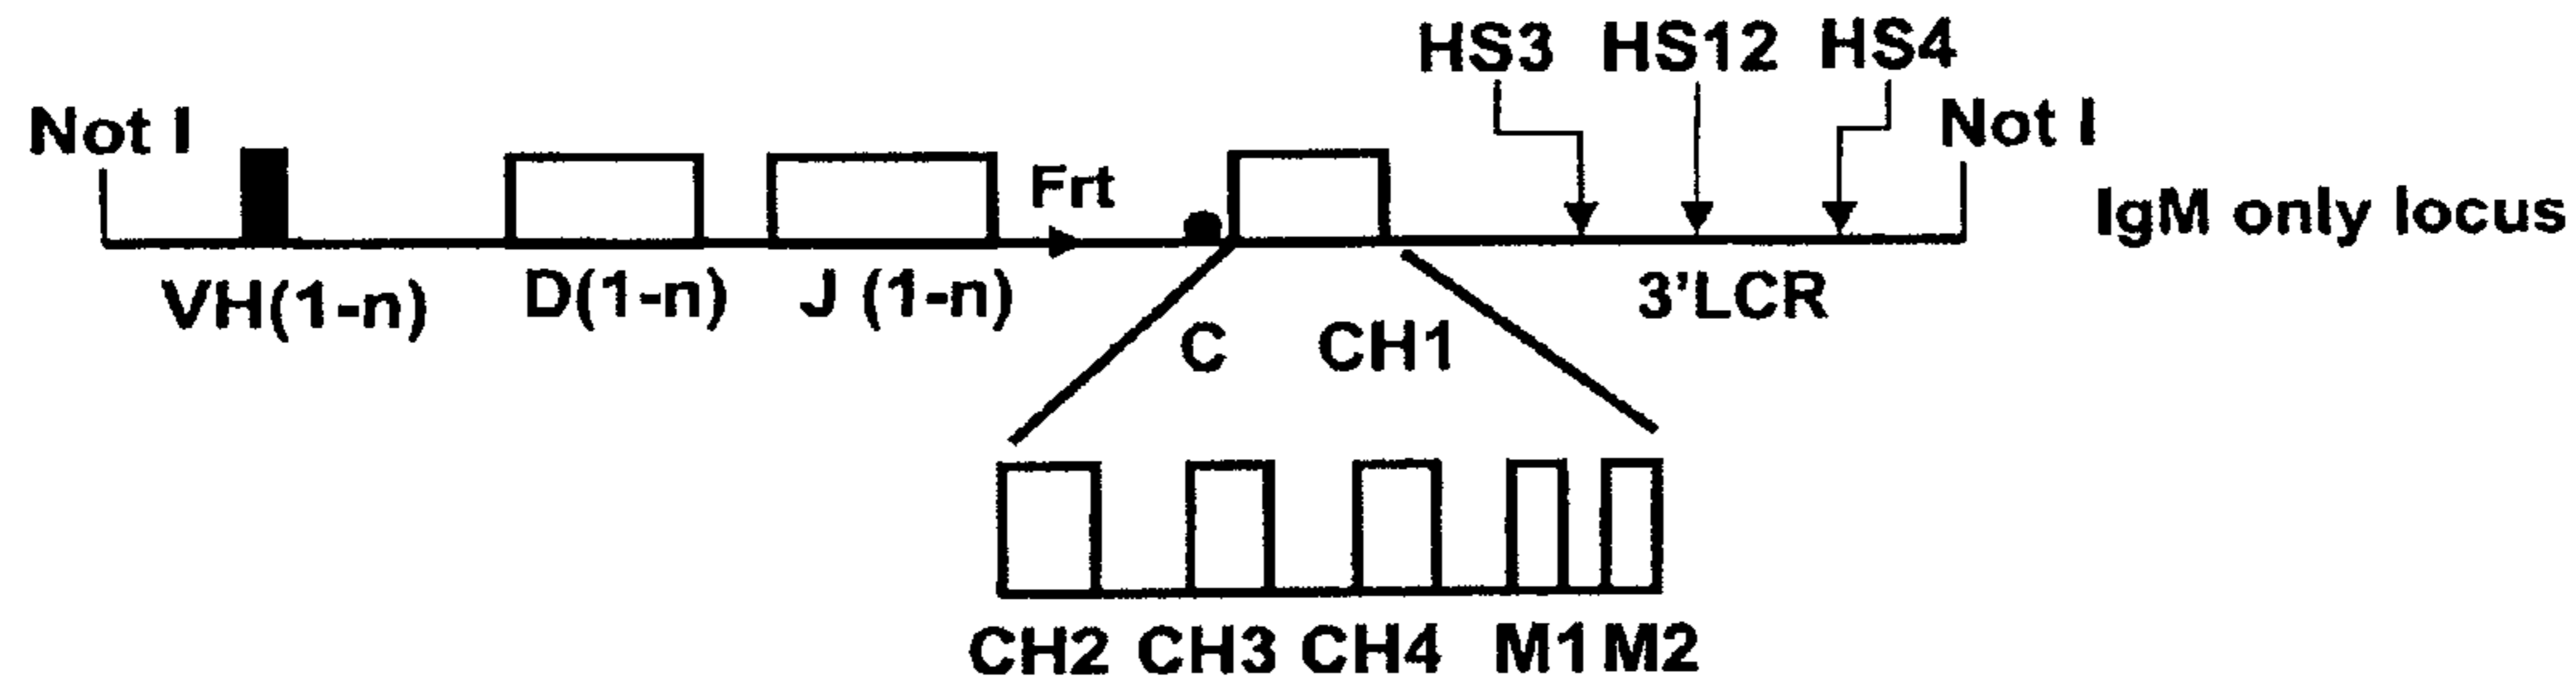 HS3 HS12 HS4
Not I Not I
Frt
IgM only locus
VH(1-n) D(1-n) J (1-n) 3'LCR
C CH1
CH2 CH3 CH4 M1 M2